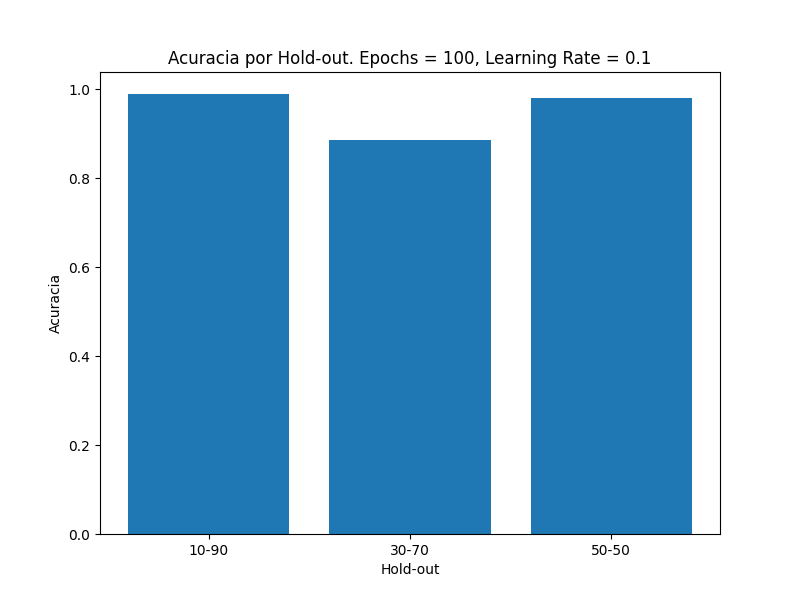 Acuracia por Hold-out. Epochs = 100, Learning Rate = 0.1
1.0
0.8
0.6
0.4
0.2
0.0
Acuracia
10-90 30-70 50-50
Hold-out